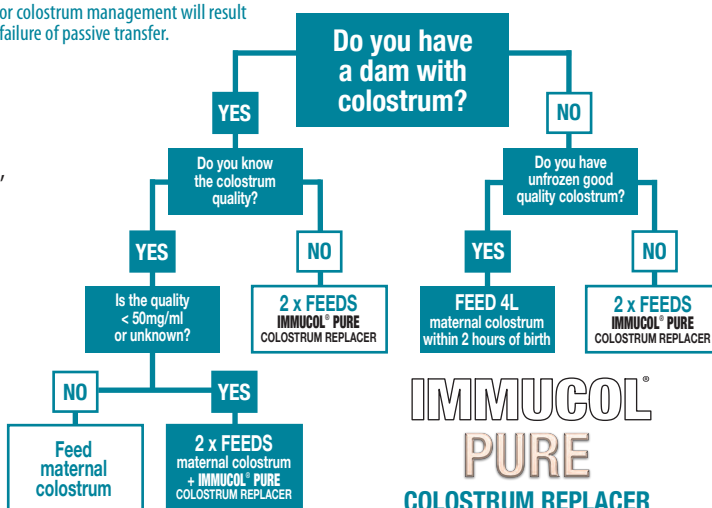 or colostrum management will result
failure of passive transfer.
,
Do you have
a dam with
colostrum?
YES
NO
Do you know
the colostrum
quality?
Do you have
unfrozen good
quality colostrum?
YES
NO
YES
NO
Is the quality
< 50mg/ml
or unknown?
2 x FEEDS
IMMUCOL® PURE
COLOSTRUM REPLACER
FEED 4L
maternal colostrum
within 2 hours of birth
2 x FEEDS
IMMUCOL® PURE
COLOSTRUM REPLACER
NO
YES
Feed
maternal
colostrum
2 x FEEDS
maternal colostrum
+ IMMUCOL® PURE
COLOSTRUM REPLACER
IMMUCOL®
PURE
COLOSTRUM REPLACER